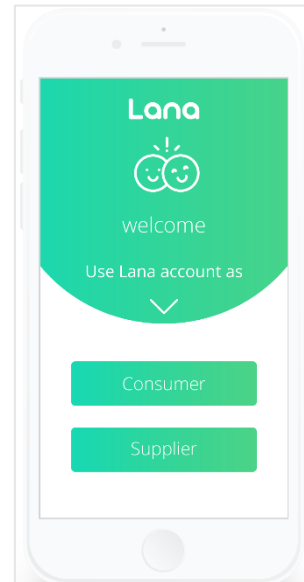 Lana
welcome
Use Lana account as
Consumer
Supplier